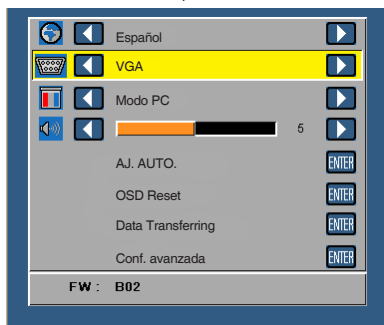 Español
VGA
Modo PC
5
AJ. AUTO. ENTER
OSD Reset ENTER
Data Transferring ENTER
Conf. avanzada ENTER
FW : B02